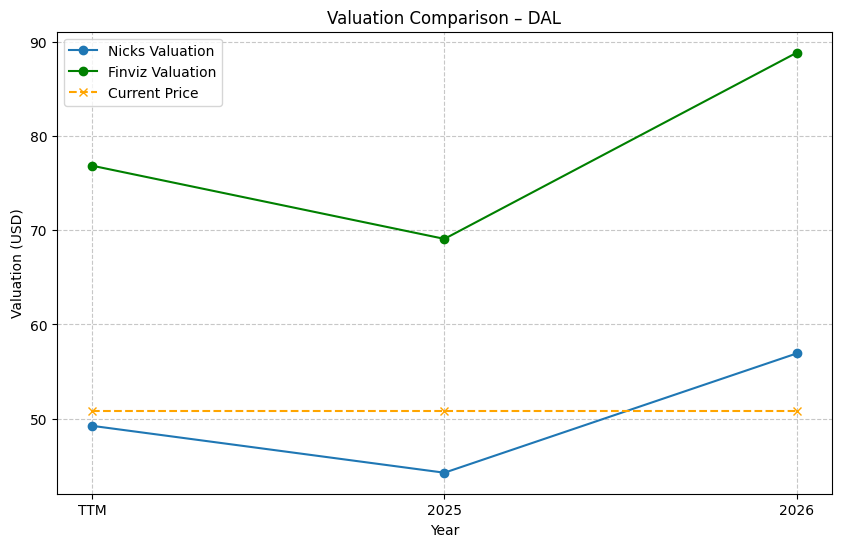 Valuation Comparison – DAL
Nicks Valuation
Finviz Valuation
Current Price
Valuation (USD)
90
80
70
60
50
TTM
2025
2026
Year